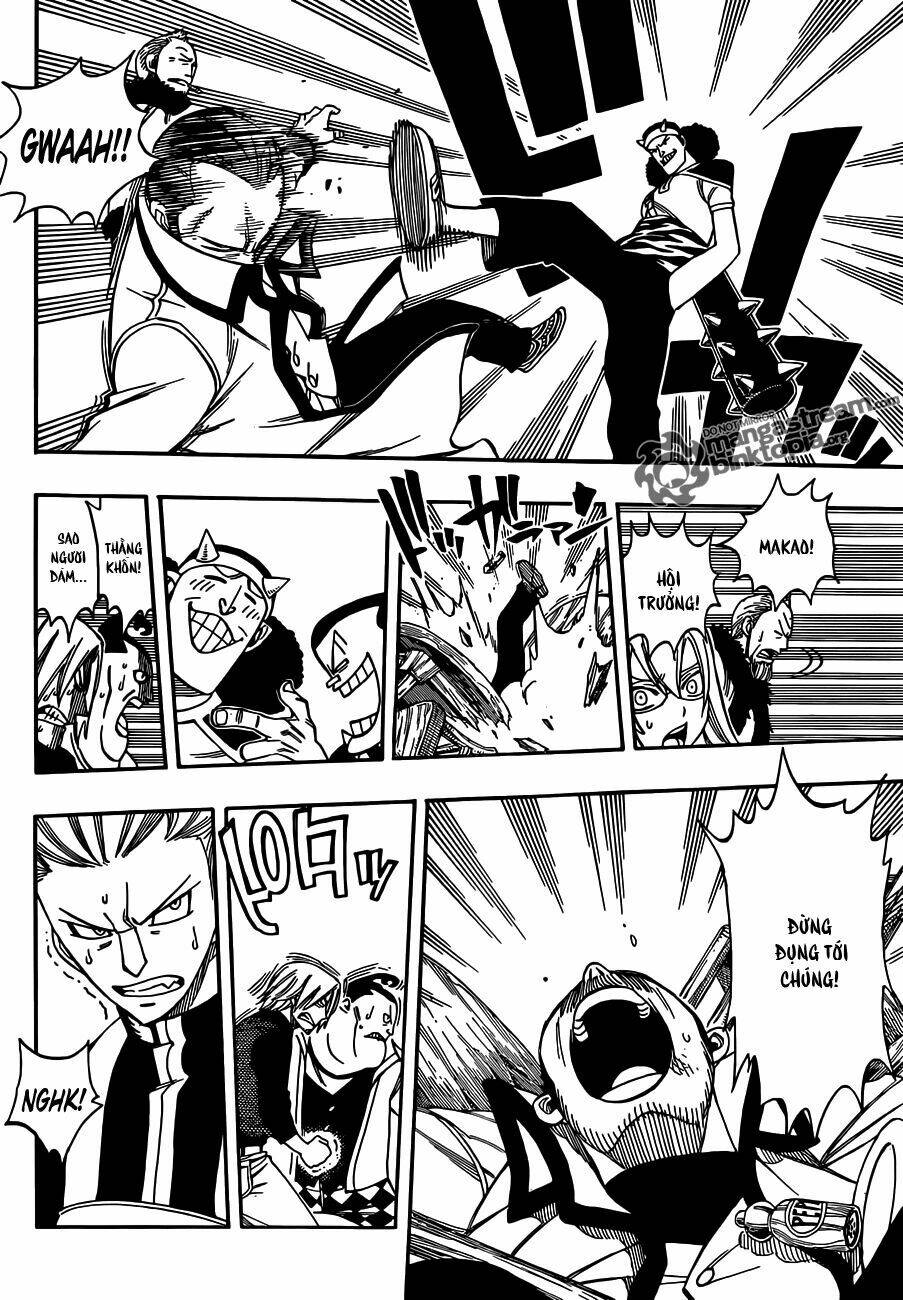 GWAAH!!
DO NOT MIRROR
mangastream.com
binktopia.org
MAKAO!
HỘI
TRƯỞNG!
THẰNG
KHỐN!
SAO
NGƯƠI
DÁM...
ĐỪNG
ĐỤNG TỚI
CHÚNG!
NGHK!